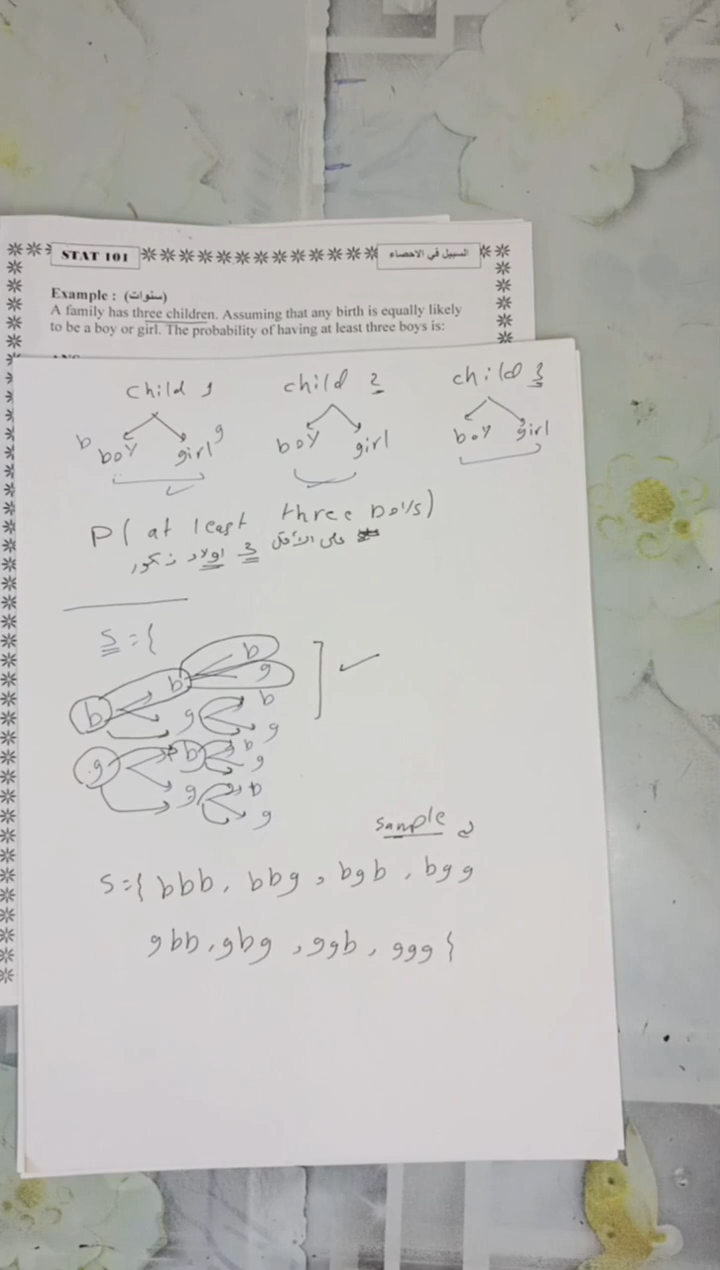 STAT 101 السبيل في الاحصاء
Example : (سنوات)
A family has three children. Assuming that any birth is equally likely
to be a boy or girl. The probability of having at least three boys is:
child 1 child 2 child 3
b boy girl g boy girl boy girl
P( at least three boys)
على الأقل 3 اولاد ذكور
S={
b
b g
b g b
g
g b b
g
g b
g
sample
S={ bbb, bbg, bgb, bgg
gbb, gbg, ggb, ggg}